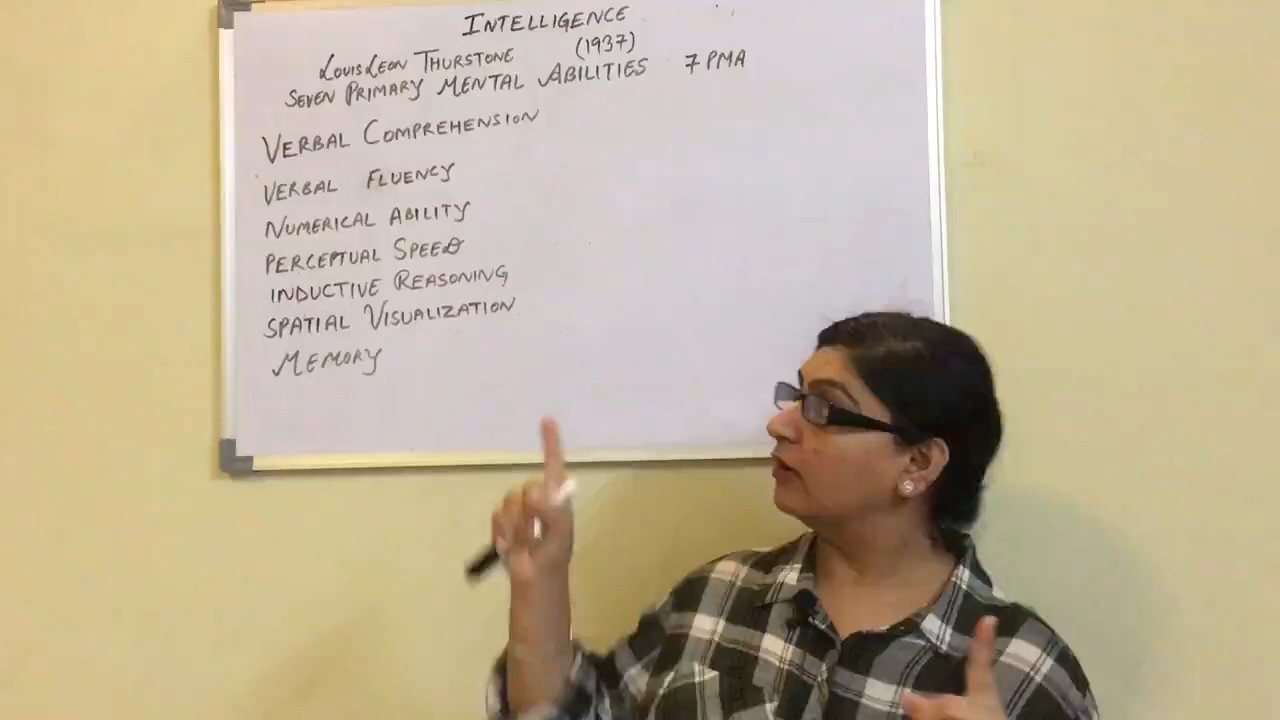 INTELLIGENCE
LOUIS LEON THURSTONE (1937)
SEVEN PRIMARY MENTAL ABILITIES 7 PMA
VERBAL COMPREHENSION
VERBAL FLUENCY
NUMERICAL ABILITY
PERCEPTUAL SPEED
INDUCTIVE REASONING
SPATIAL VISUALIZATION
MEMORY